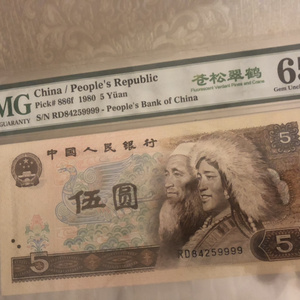 MG
GUARANTY
China / People's Republic
Pick# 886f 1980 5 Yüan
S/N RD84259999 - People's Bank of China
苍松翠鹤
65
Gem Unc
中国人民银行
伍圆
RD84259999
5
5